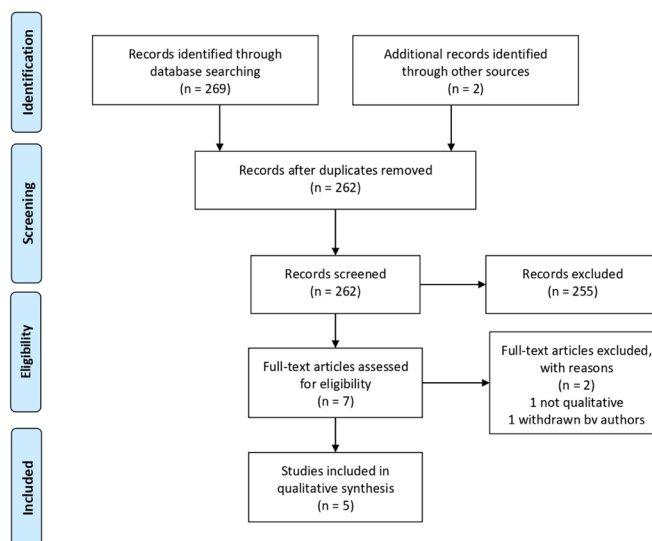 Identification
Records identified through
database searching
(n = 269)
Additional records identified
through other sources
(n = 2)
Screening
Records after duplicates removed
(n = 262)
Records screened
(n = 262)
Records excluded
(n = 255)
Eligibility
Full-text articles assessed
for eligibility
(n = 7)
Full-text articles excluded,
with reasons
(n = 2)
1 not qualitative
1 withdrawn by authors
Included
Studies included in
qualitative synthesis
(n = 5)